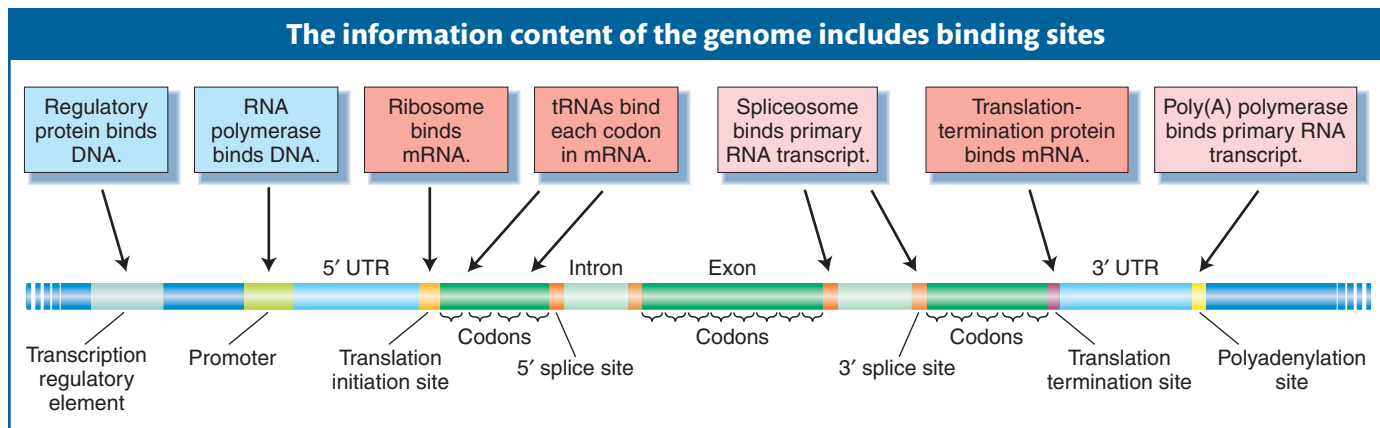 The information content of the genome includes binding sites
Regulatory
protein binds
DNA.
RNA
polymerase
binds DNA.
Ribosome
binds
mRNA.
tRNAs bind
each codon
in mRNA.
Spliceosome
binds primary
RNA transcript.
Translation-
termination protein
binds mRNA.
Poly(A) polymerase
binds primary RNA
transcript.
5′ UTR
Intron
Exon
3′ UTR
Transcription
regulatory
element
Promoter
Translation
initiation site
Codons
5′ splice site
Codons
3′ splice site
Codons
Translation
termination site
Polyadenylation
site